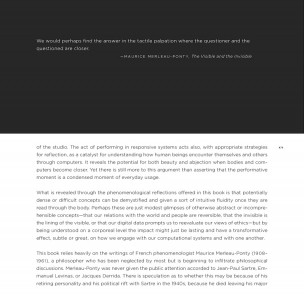 We would perhaps find the answer in the tactile palpation where the questioner and the
questioned are closer.
—MAURICE MERLEAU-PONTY, The Visible and the Invisible
of the studio. The act of performing in responsive systems acts also, with appropriate strategies
for reflection, as a catalyst for understanding how human beings encounter themselves and others
through computers. It reveals the potential for both beauty and abjection when bodies and com-
puters become closer. Yet there is still more to this argument than asserting that the performative
moment is a condensed moment of everyday usage.
What is revealed through the phenomenological reflections offered in this book is that potentially
dense or difficult concepts can be demystified and given a sort of intuitive fluidity once they are
read through the body. Perhaps these are just modest glimpses of otherwise abstract or incompre-
hensible concepts—that our relations with the world and people are reversible, that the invisible is
the lining of the visible, or that our digital data prompts us to reevaluate our views of ethics—but by
being understood on a corporeal level the impact might just be lasting and have a transformative
effect, subtle or great, on how we engage with our computational systems and with one another.
This book relies heavily on the writings of French phenomenologist Maurice Merleau-Ponty (1908–
1961), a philosopher who has been neglected by most but is beginning to infiltrate philosophical
discussions. Merleau-Ponty was never given the public attention accorded to Jean-Paul Sartre, Em-
manuel Levinas, or Jacques Derrida. There is speculation as to whether this may be because of his
retiring personality and his political rift with Sartre in the 1940s, because he died leaving his major